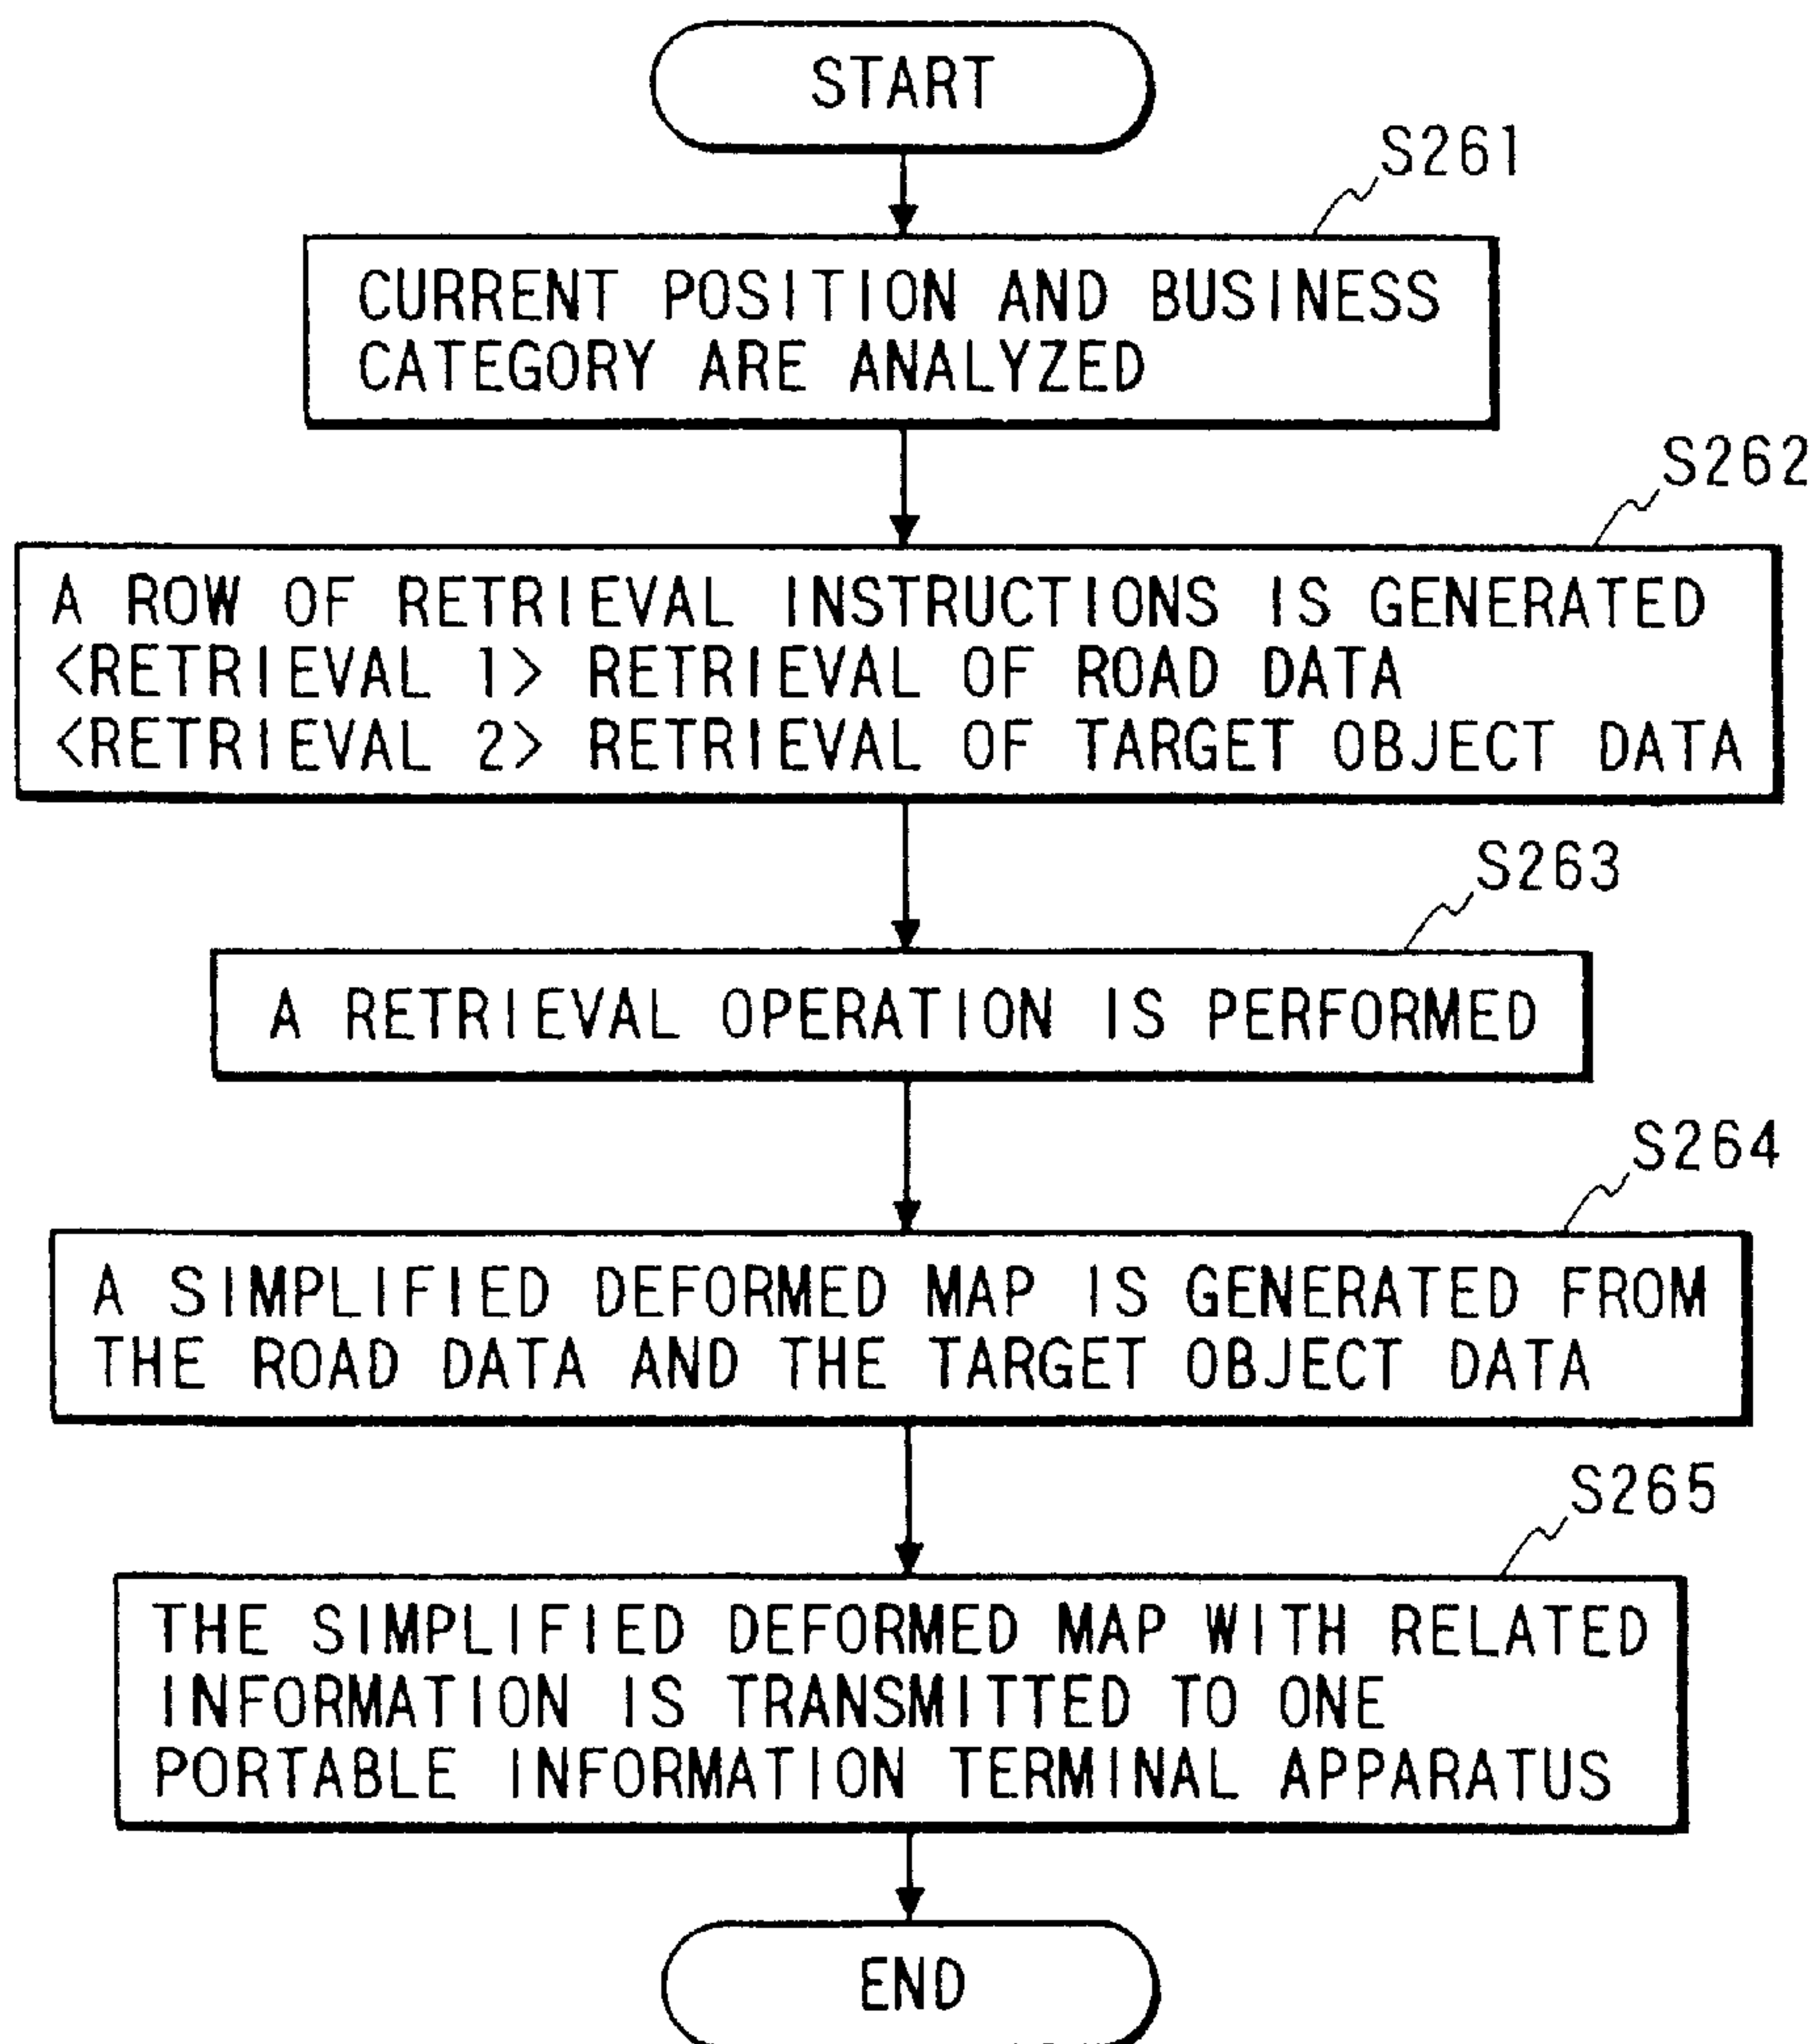 START
S261
CURRENT POSITION AND BUSINESS
CATEGORY ARE ANALYZED
S262
A ROW OF RETRIEVAL INSTRUCTIONS IS GENERATED
<RETRIEVAL 1> RETRIEVAL OF ROAD DATA
<RETRIEVAL 2> RETRIEVAL OF TARGET OBJECT DATA
S263
A RETRIEVAL OPERATION IS PERFORMED
S264
A SIMPLIFIED DEFORMED MAP IS GENERATED FROM
THE ROAD DATA AND THE TARGET OBJECT DATA
S265
THE SIMPLIFIED DEFORMED MAP WITH RELATED
INFORMATION IS TRANSMITTED TO ONE
PORTABLE INFORMATION TERMINAL APPARATUS
END